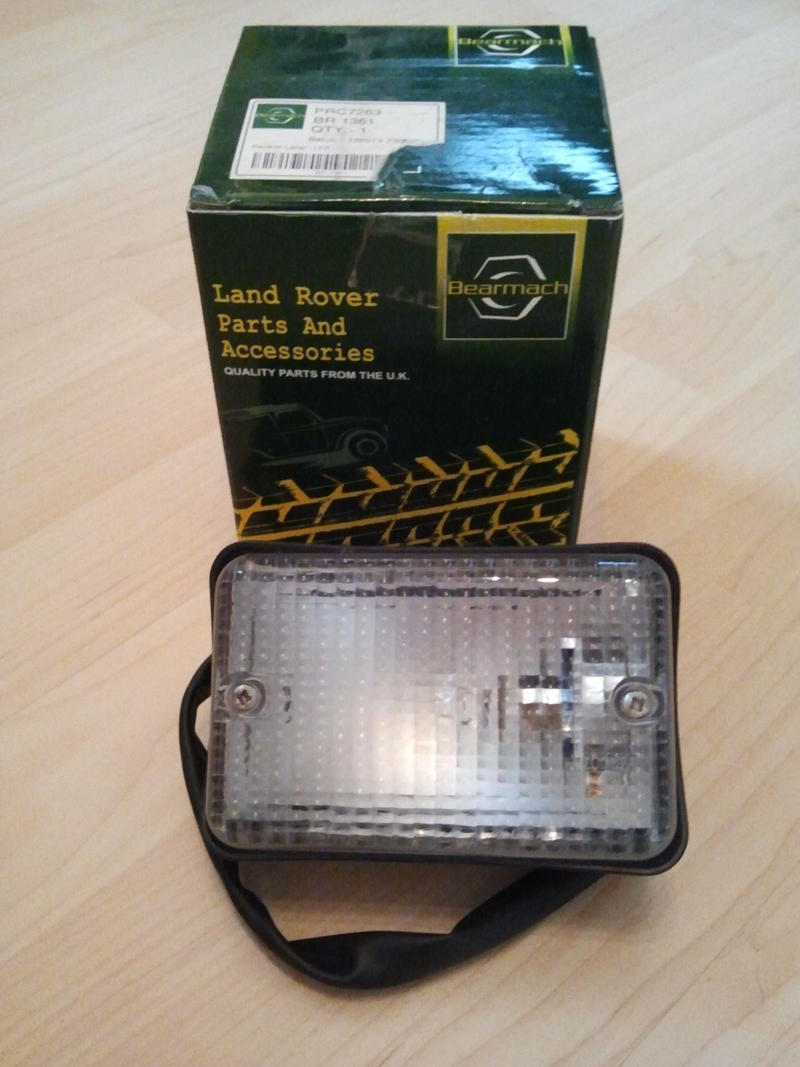 Bearmach
PRC7263
BR 1361
QTY:- 1
Land Rover
Parts And
Accessories
QUALITY PARTS FROM THE U.K.
Bearmach